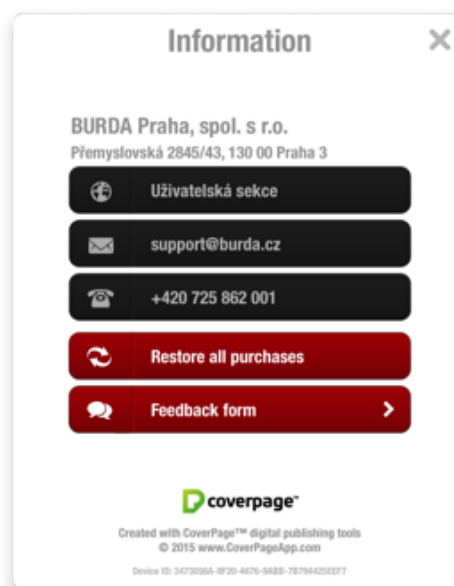 Information
BURDA Praha, spol. s r.o.
Přemyslovská 2845/43, 130 00 Praha 3
Uživatelská sekce
support@burda.cz
+420 725 862 001
Restore all purchases
Feedback form
coverpage™
Created with CoverPage™ digital publishing tools
© 2015 www.CoverPageApp.com
Device ID: